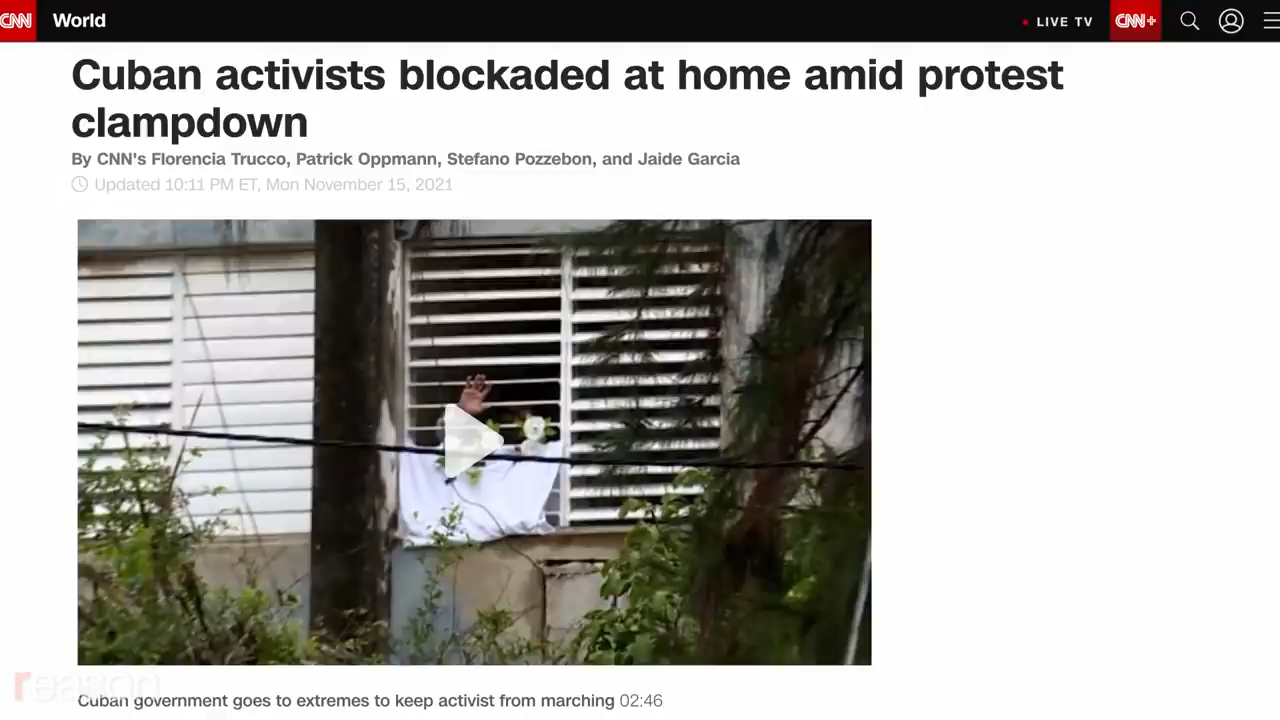 CNN World LIVE TV CNN+
Cuban activists blockaded at home amid protest
clampdown
By CNN's Florencia Trucco, Patrick Oppmann, Stefano Pozzebon, and Jaide Garcia
Updated 10:11 PM ET, Mon November 15, 2021
reason
Cuban government goes to extremes to keep activist from marching 02:46